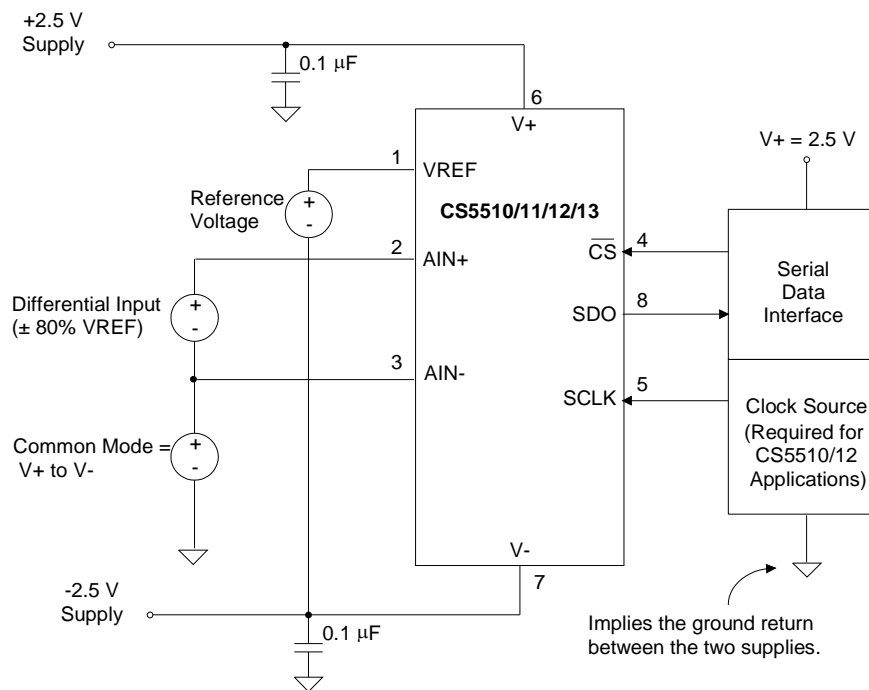 +2.5 V
Supply
0.1 μF
6
V+
V+ = 2.5 V
1
VREF
Reference
Voltage
+
-
CS5510/11/12/13
2
AIN+
CS
4
Serial
Data
Interface
Differential Input
(± 80% VREF)
+
-
SDO
8
3
AIN-
SCLK
5
Clock Source
(Required for
CS5510/12
Applications)
Common Mode =
V+ to V-
+
-
V-
7
-2.5 V
Supply
0.1 μF
Implies the ground return
between the two supplies.